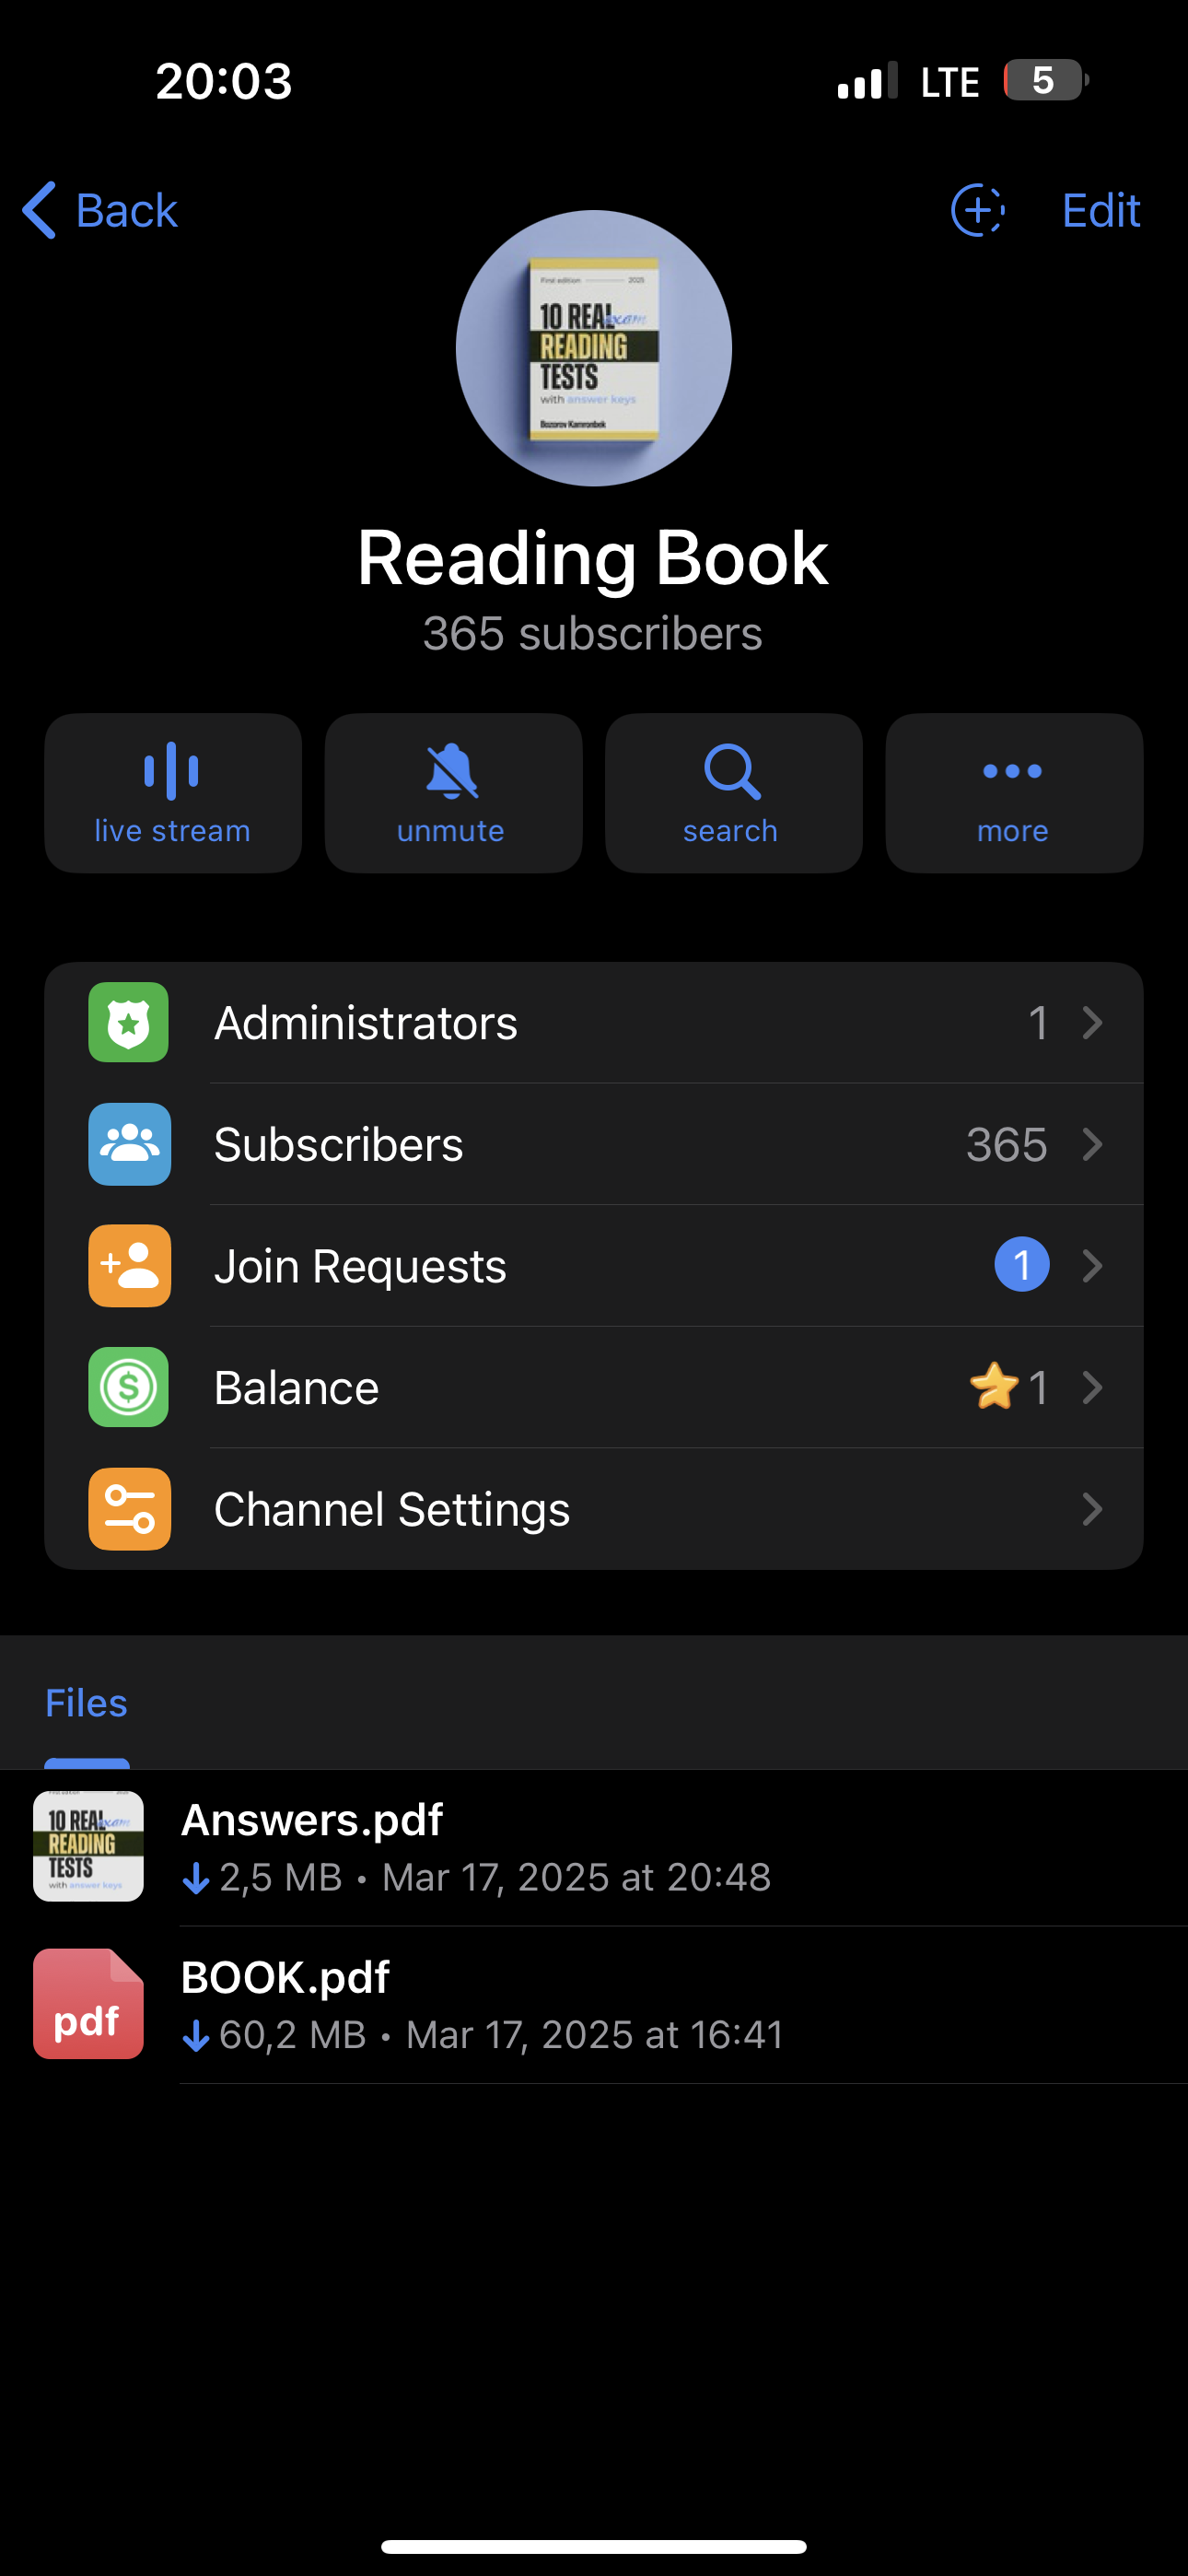 20:03
LTE 5
Back
Edit
First edition 2025
10 REAL exam
READING
TESTS
with answer keys
Bozorov Kamronbek
Reading Book
365 subscribers
live stream
unmute
search
more
Administrators 1
Subscribers 365
Join Requests 1
Balance 1
Channel Settings
Files
10 REAL exam
READING
TESTS
with answer keys
Answers.pdf
2,5 MB • Mar 17, 2025 at 20:48
pdf
BOOK.pdf
60,2 MB • Mar 17, 2025 at 16:41